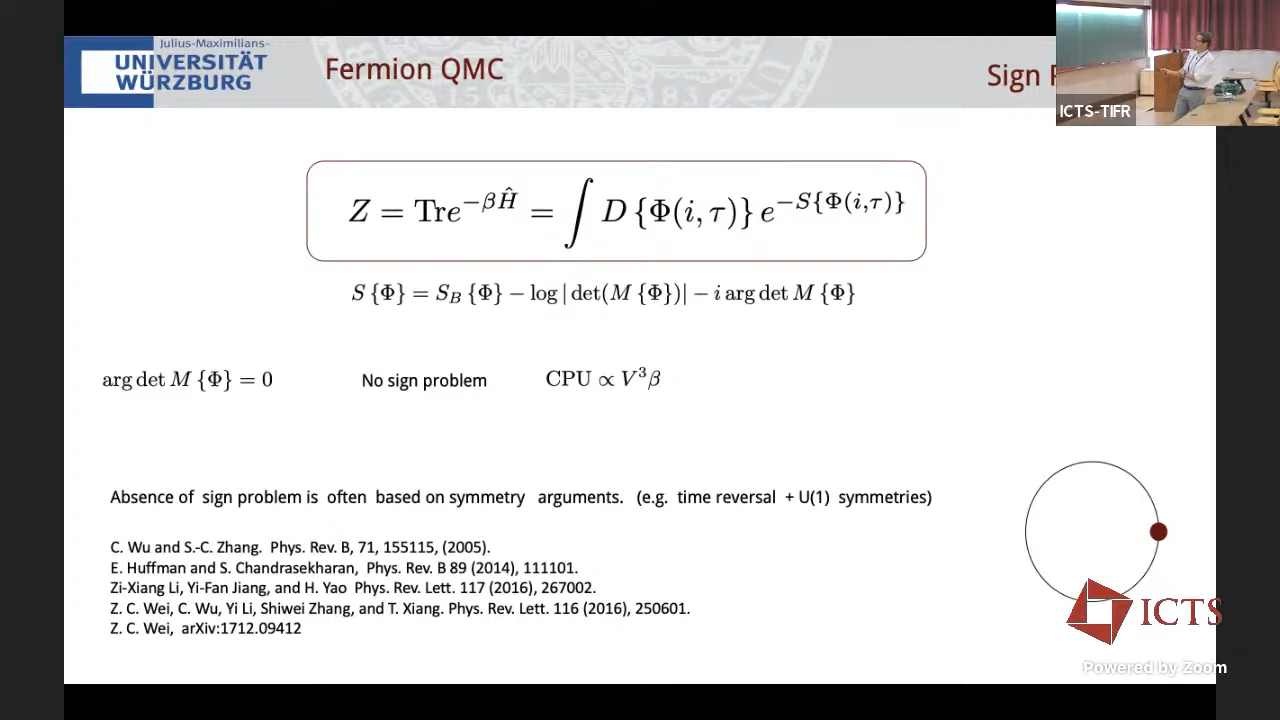 Julius-Maximilians-
UNIVERSITÄT
WÜRZBURG
Fermion QMC
Sign
ICTS-TIFR
Z = Tre^{-βĤ} = ∫ D {Φ(i, τ)} e^{-S{Φ(i,τ)}}
S {Φ} = S_B {Φ} − log | det(M {Φ})| − i arg det M {Φ}
arg det M {Φ} = 0 No sign problem CPU ∝ V³β
Absence of sign problem is often based on symmetry arguments. (e.g. time reversal + U(1) symmetries)
C. Wu and S.-C. Zhang. Phys. Rev. B, 71, 155115, (2005).
E. Huffman and S. Chandrasekharan, Phys. Rev. B 89 (2014), 111101.
Zi-Xiang Li, Yi-Fan Jiang, and H. Yao Phys. Rev. Lett. 117 (2016), 267002.
Z. C. Wei, C. Wu, Yi Li, Shiwei Zhang, and T. Xiang. Phys. Rev. Lett. 116 (2016), 250601.
Z. C. Wei, arXiv:1712.09412
ICTS
Powered by Zoom